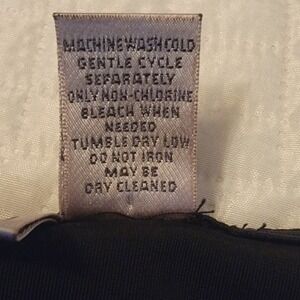 MACHINE WASH COLD
GENTLE CYCLE
SEPARATELY
ONLY NON-CHLORINE
BLEACH WHEN
NEEDED
TUMBLE DRY LOW
DO NOT IRON
MAY BE
DRY CLEANED